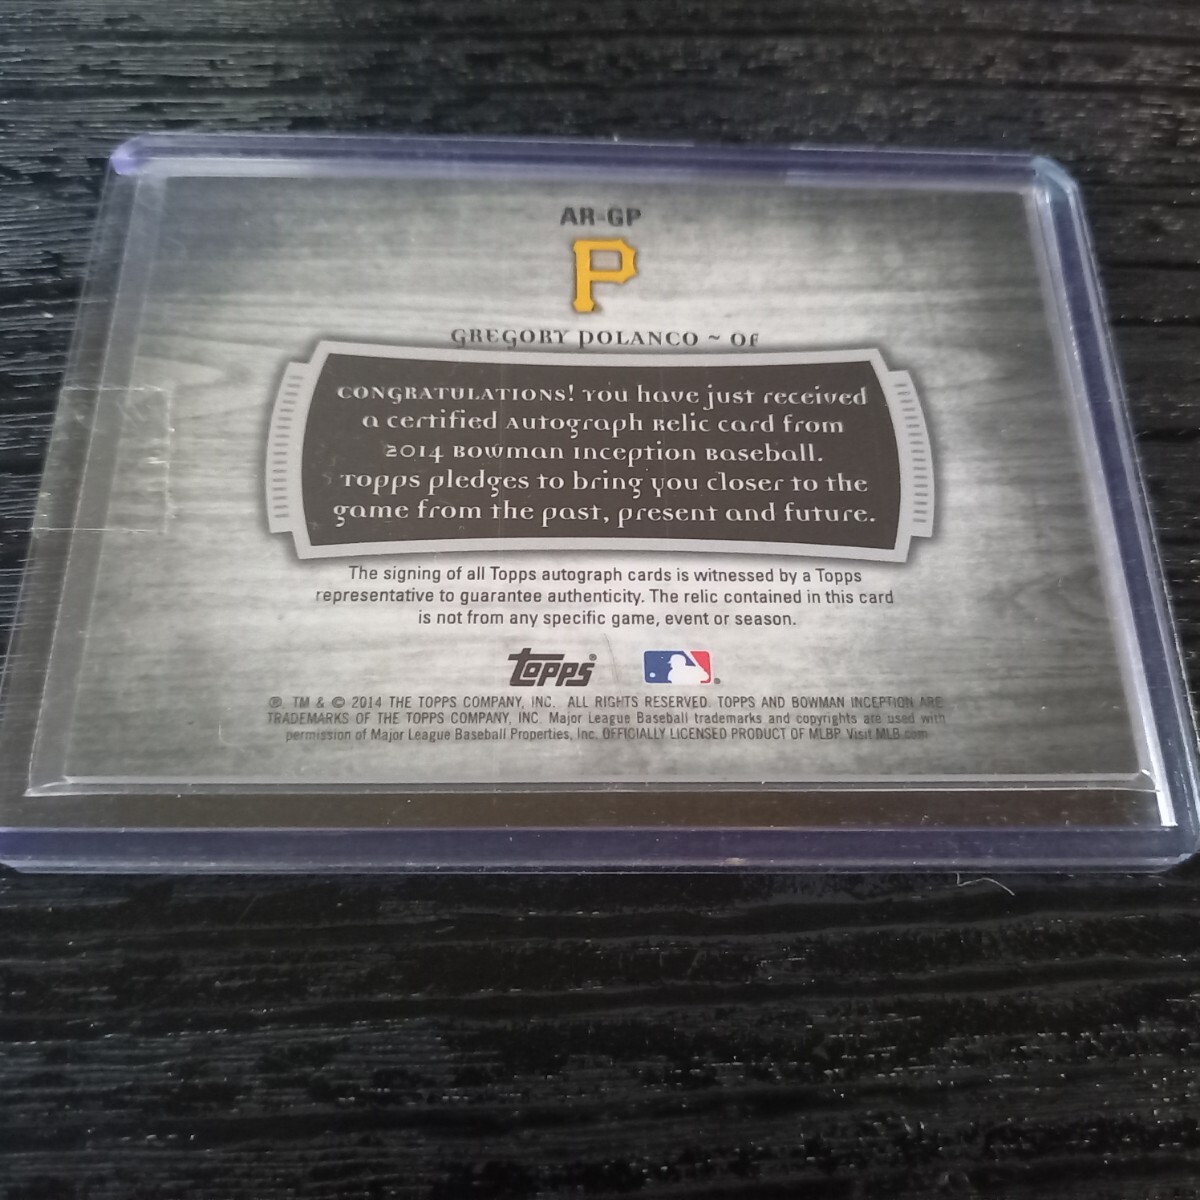 AR-GP
P
GREGORY POLANCO ~ OF
CONGRATULATIONS! You have just received
a certified Autograph Relic card from
2014 Bowman Inception Baseball.
Topps pledges to bring you closer to the
game from the past, present and future.
The signing of all Topps autograph cards is witnessed by a Topps
representative to guarantee authenticity. The relic contained in this card
is not from any specific game, event or season.
Topps®
®, TM & © 2014 THE TOPPS COMPANY, INC. ALL RIGHTS RESERVED. TOPPS AND BOWMAN INCEPTION ARE
TRADEMARKS OF THE TOPPS COMPANY, INC. Major League Baseball trademarks and copyrights are used with
permission of Major League Baseball Properties, Inc. OFFICIALLY LICENSED PRODUCT OF MLBP. Visit MLB.com